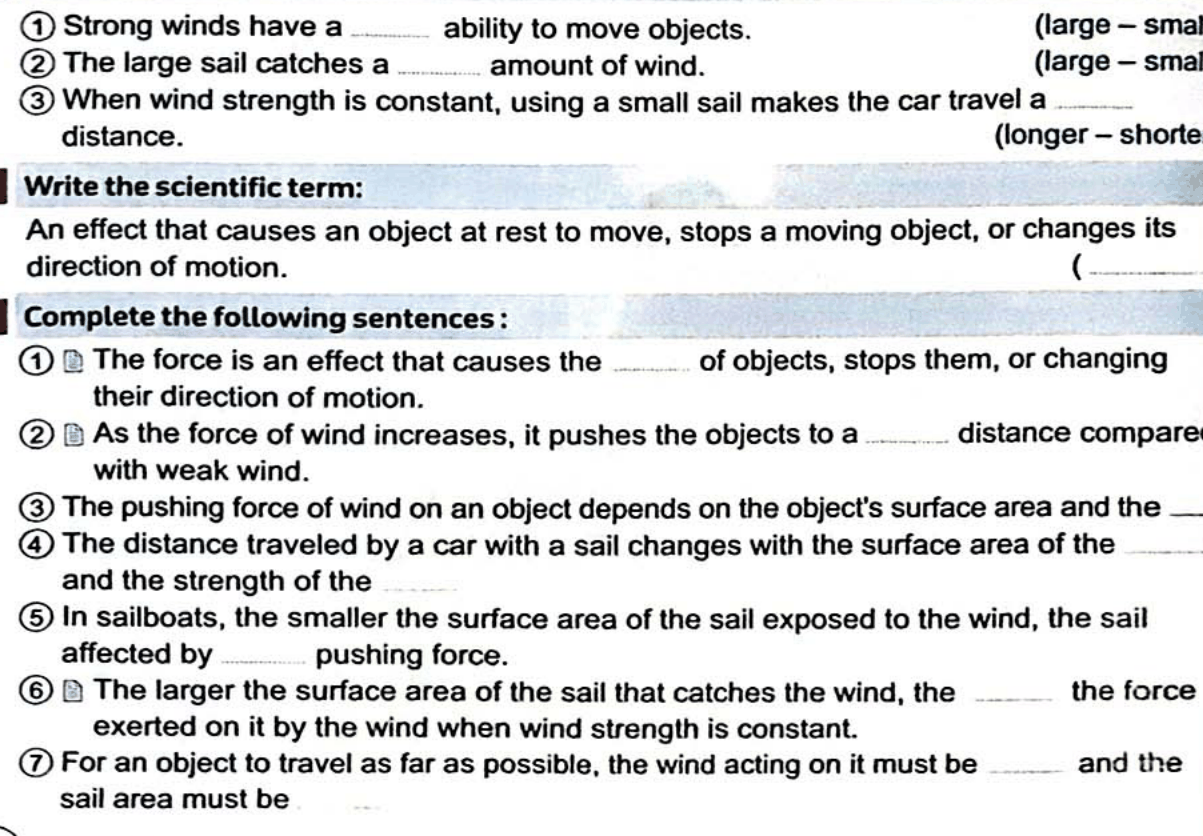 ① Strong winds have a ........ ability to move objects. (large – smal
② The large sail catches a ........ amount of wind. (large – smal
③ When wind strength is constant, using a small sail makes the car travel a ........
distance. (longer – shorte
Write the scientific term:
An effect that causes an object at rest to move, stops a moving object, or changes its
direction of motion. ( ........
Complete the following sentences:
① The force is an effect that causes the ........ of objects, stops them, or changing
their direction of motion.
② As the force of wind increases, it pushes the objects to a ........ distance compared
with weak wind.
③ The pushing force of wind on an object depends on the object's surface area and the ........
④ The distance traveled by a car with a sail changes with the surface area of the ........
and the strength of the ........
⑤ In sailboats, the smaller the surface area of the sail exposed to the wind, the sail
affected by ........ pushing force.
⑥ The larger the surface area of the sail that catches the wind, the ........ the force
exerted on it by the wind when wind strength is constant.
⑦ For an object to travel as far as possible, the wind acting on it must be ........ and the
sail area must be ........